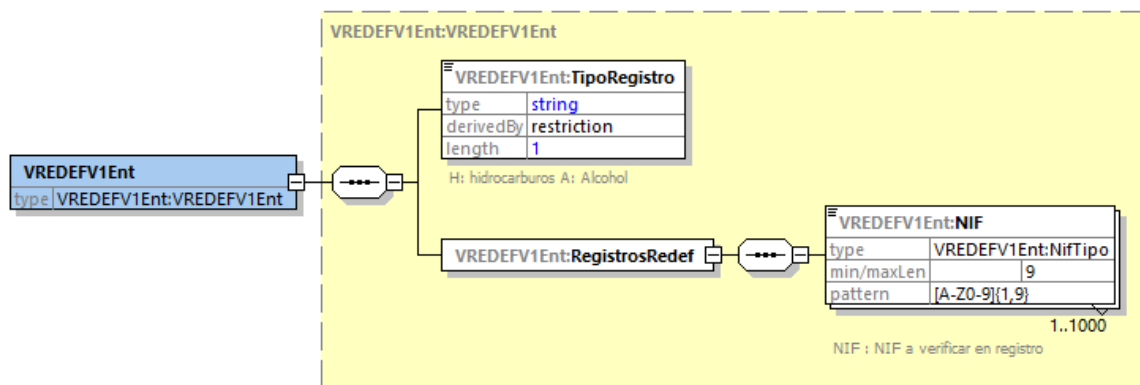 VREDEFV1Ent:VREDEFV1Ent
VREDEFV1Ent:TipoRegistro
type string
derivedBy restriction
length 1
H: hidrocarburos A: Alcohol
VREDEFV1Ent
type VREDEFV1Ent:VREDEFV1Ent
VREDEFV1Ent:RegistrosRedef
VREDEFV1Ent:NIF
type VREDEFV1Ent:NifTipo
min/maxLen 9
pattern [A-Z0-9]{1,9}
1..1000
NIF : NIF a verificar en registro